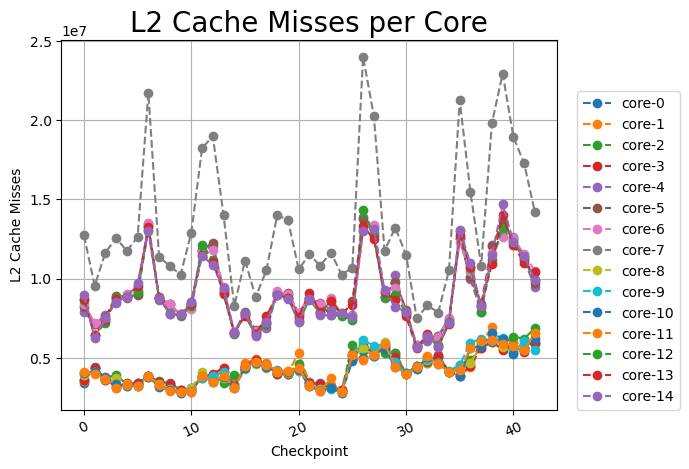 L2 Cache Misses per Core
1e7
2.5
2.0
1.5
1.0
0.5
L2 Cache Misses
0
10
20
30
40
Checkpoint
core-0
core-1
core-2
core-3
core-4
core-5
core-6
core-7
core-8
core-9
core-10
core-11
core-12
core-13
core-14